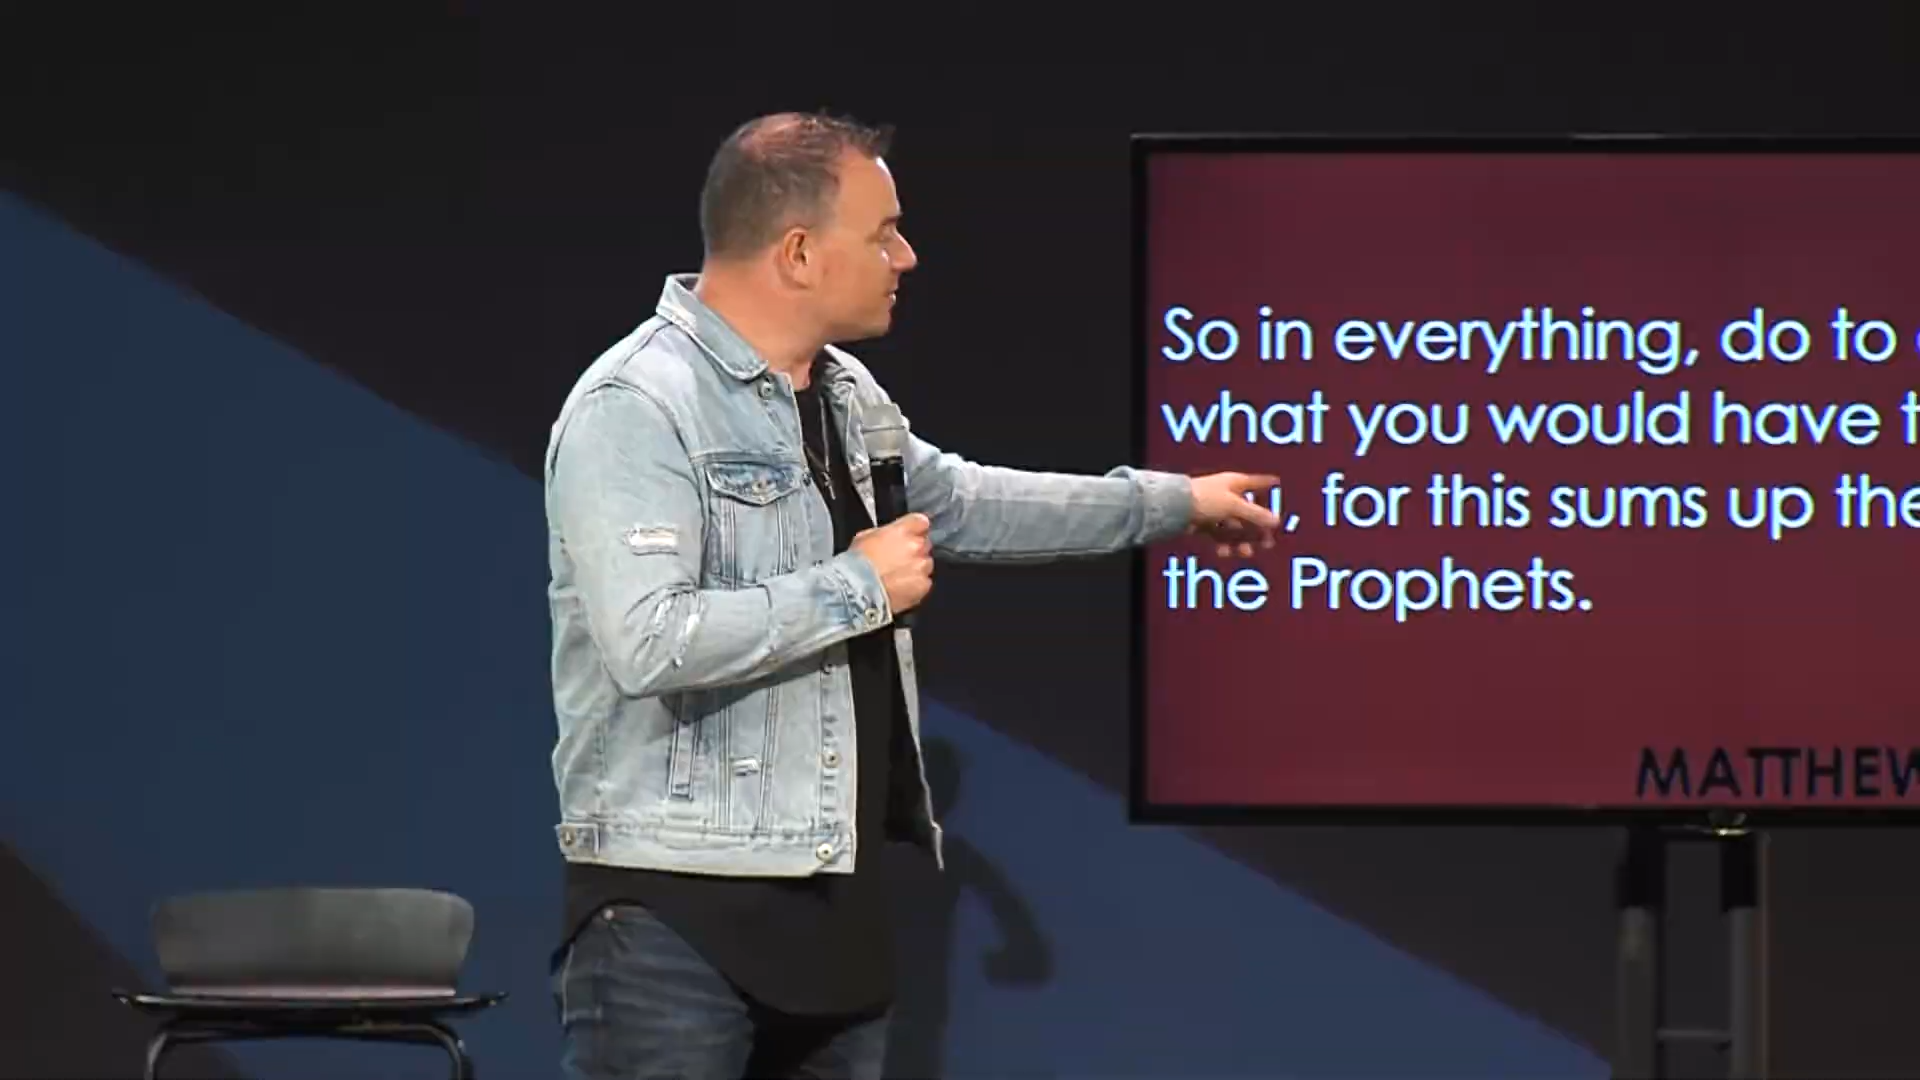 So in everything, do to
what you would have t
u, for this sums up the
the Prophets.
MATTHEW